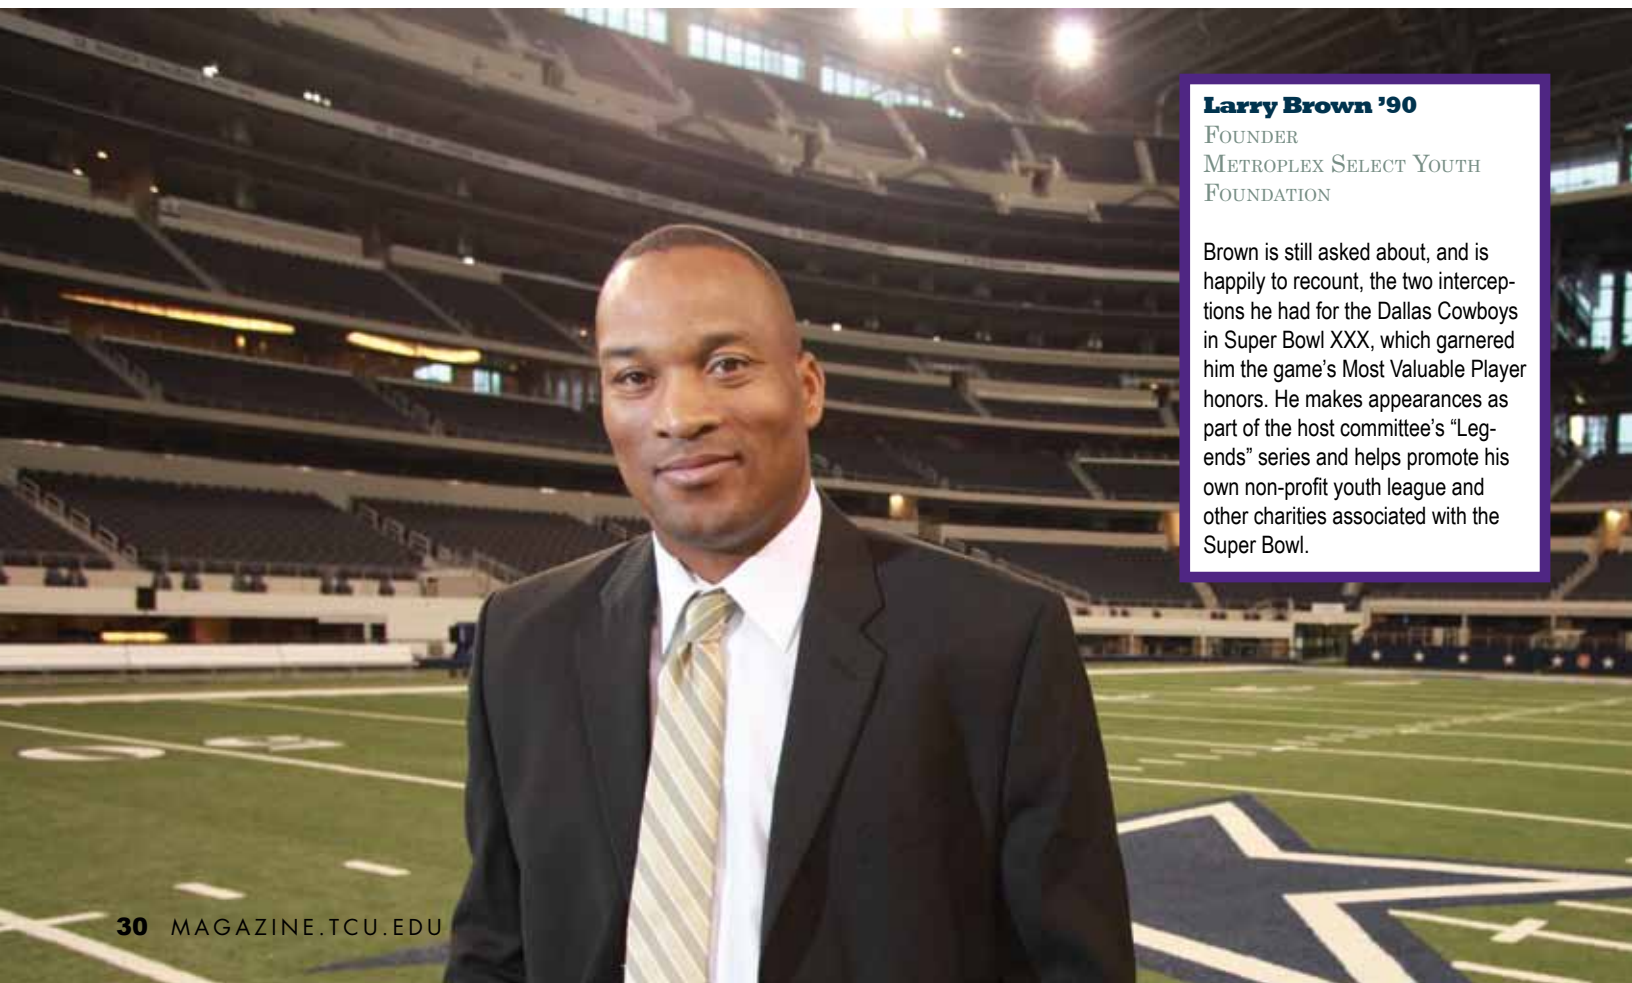 Larry Brown ’90
Founder
Metroplex Select Youth
Foundation
Brown is still asked about, and is
happily to recount, the two intercep-
tions he had for the Dallas Cowboys
in Super Bowl XXX, which garnered
him the game’s Most Valuable Player
honors. He makes appearances as
part of the host committee’s “Leg-
ends” series and helps promote his
own non-profit youth league and
other charities associated with the
Super Bowl.
30 MAGAZINE.TCU.EDU